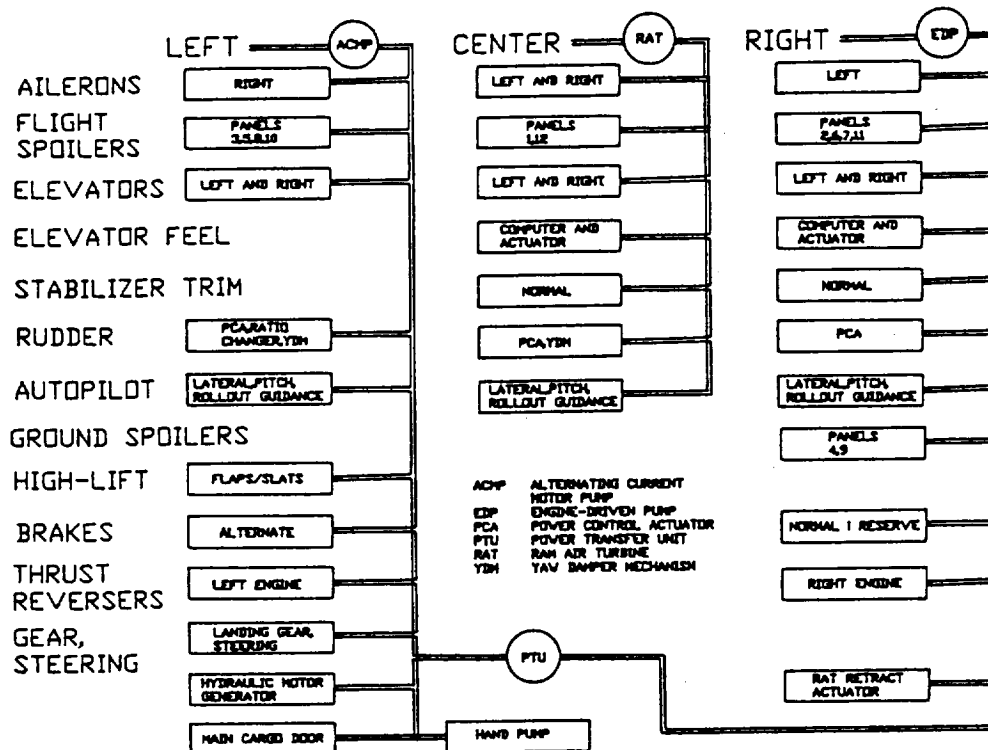 LEFT ACMP CENTER RAT RIGHT EDP
AILERONS RIGHT LEFT AND RIGHT LEFT
FLIGHT SPOILERS PANELS 3,5,8,10 PANELS 1,12 PANELS 2,6,7,11
ELEVATORS LEFT AND RIGHT LEFT AND RIGHT LEFT AND RIGHT
ELEVATOR FEEL COMPUTER AND ACTUATOR COMPUTER AND ACTUATOR
STABILIZER TRIM NORMAL NORMAL
RUDDER PCA,RATIO CHANGER,YDM PCA,YDM PCA
AUTOPILOT LATERAL,PITCH, ROLLOUT GUIDANCE LATERAL,PITCH, ROLLOUT GUIDANCE LATERAL,PITCH, ROLLOUT GUIDANCE
GROUND SPOILERS PANELS 4,9
HIGH-LIFT FLAPS/SLATS
ACMP ALTERNATING CURRENT
MOTOR PUMP
EDP ENGINE-DRIVEN PUMP
PCA POWER CONTROL ACTUATOR
PTU POWER TRANSFER UNIT
RAT RAM AIR TURBINE
YDM YAW DAMPER MECHANISM
BRAKES ALTERNATE NORMAL | RESERVE
THRUST REVERSERS LEFT ENGINE RIGHT ENGINE
GEAR, STEERING LANDING GEAR, STEERING
PTU
HYDRAULIC MOTOR GENERATOR RAT RETRACT ACTUATOR
MAIN CARGO DOOR HAND PUMP